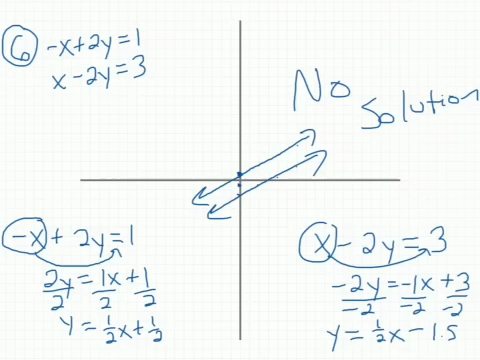 6 -x+2y=1
x-2y=3
No Solution
-x+2y=1
2y/2=1x/2+1/2
y=1/2x+1/2
x-2y=3
-2y/-2=-1x/-2+3/-2
y=1/2x-1.5